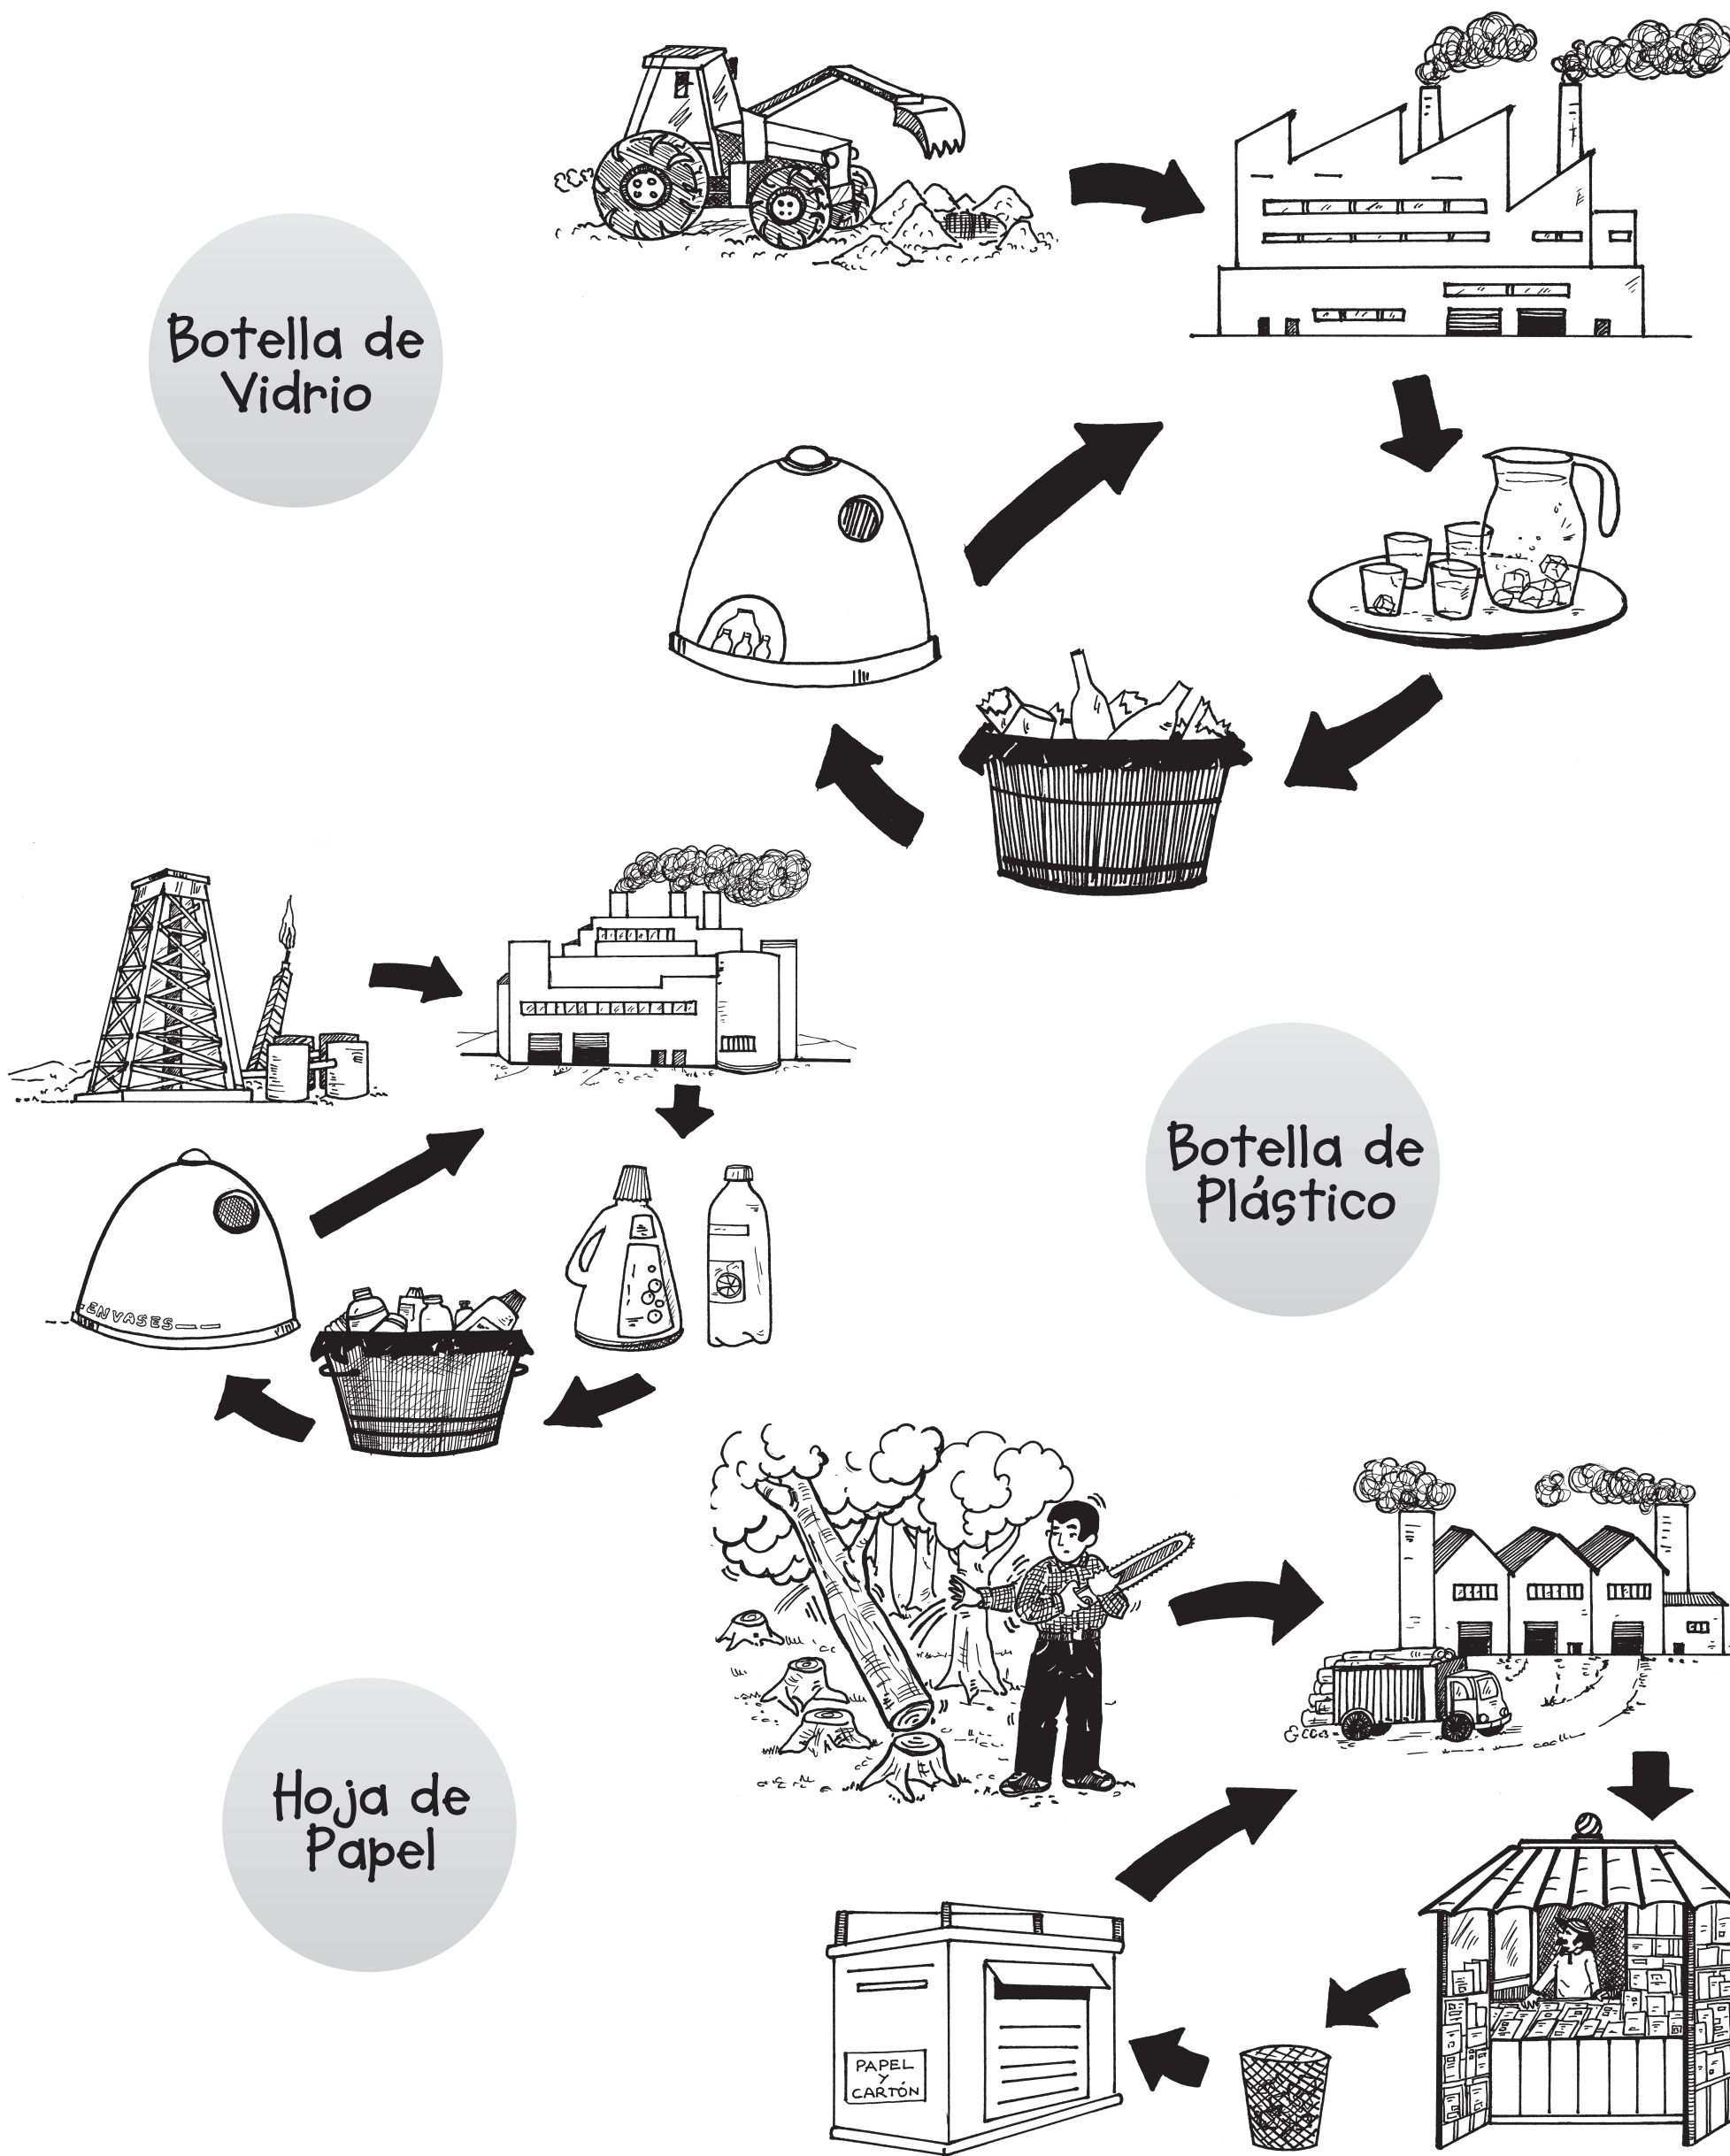 Botella de
Vidrio
Botella de
Plástico
ENVASES
Hoja de
Papel
PAPEL
Y
CARTÓN